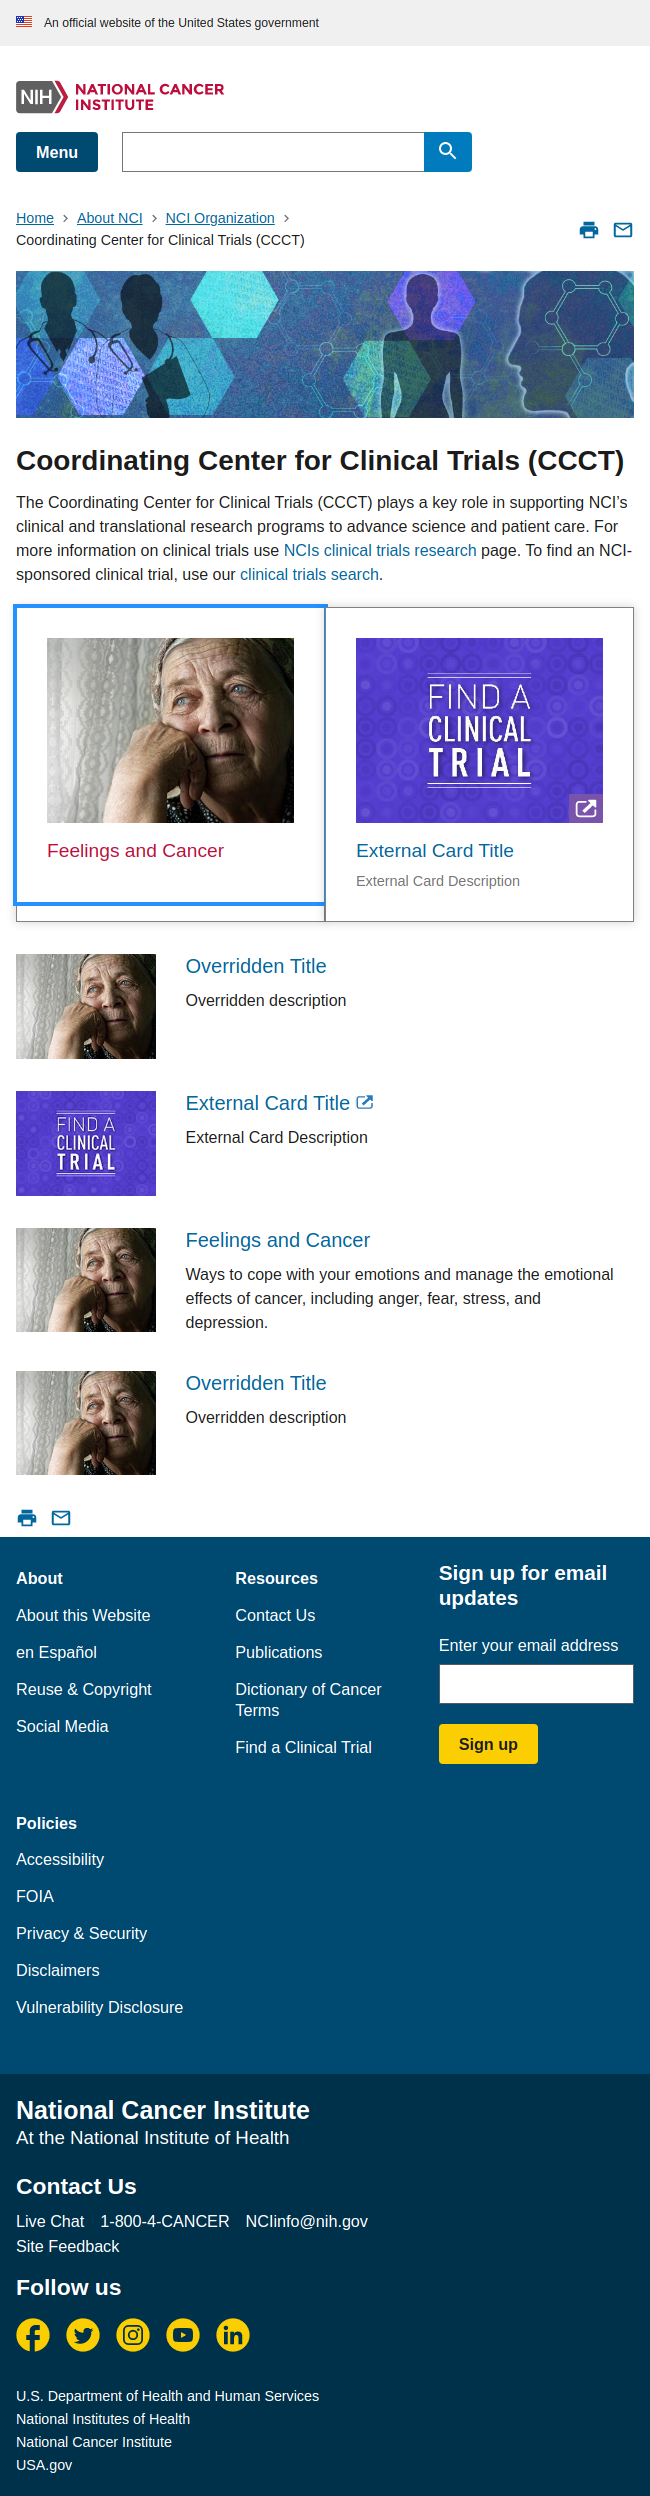 An official website of the United States government
NIH
NATIONAL CANCER
INSTITUTE
Menu
Home
About NCI
NCI Organization
Coordinating Center for Clinical Trials (CCCT)
Coordinating Center for Clinical Trials (CCCT)
The Coordinating Center for Clinical Trials (CCCT) plays a key role in supporting NCI’s
clinical and translational research programs to advance science and patient care. For
more information on clinical trials use NCIs clinical trials research page. To find an NCI-
sponsored clinical trial, use our clinical trials search.
FIND A
CLINICAL
TRIAL
Feelings and Cancer
External Card Title
External Card Description
Overridden Title
Overridden description
FIND A
CLINICAL
TRIAL
External Card Title
External Card Description
Feelings and Cancer
Ways to cope with your emotions and manage the emotional
effects of cancer, including anger, fear, stress, and
depression.
Overridden Title
Overridden description
About
About this Website
en Español
Reuse & Copyright
Social Media
Resources
Contact Us
Publications
Dictionary of Cancer
Terms
Find a Clinical Trial
Sign up for email
updates
Enter your email address
Sign up
Policies
Accessibility
FOIA
Privacy & Security
Disclaimers
Vulnerability Disclosure
National Cancer Institute
At the National Institute of Health
Contact Us
Live Chat 1-800-4-CANCER NCIinfo@nih.gov
Site Feedback
Follow us
U.S. Department of Health and Human Services
National Institutes of Health
National Cancer Institute
USA.gov